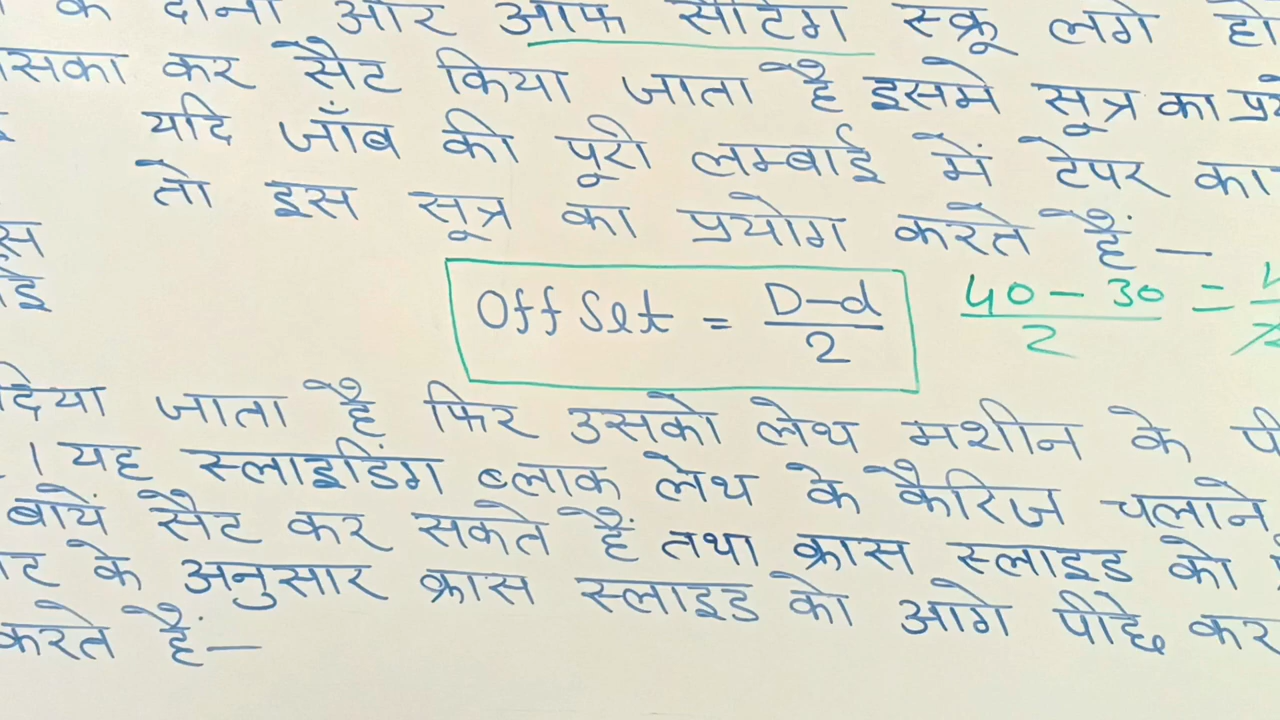 के दोनों ओर आफ सेटिंग स्क्रू लगे
कर सैट किया जाता है इसमे सूत्र का
यदि जाँब की पूरी लम्बाई में टेपर
तो इस सूत्र का प्रयोग करते हैं —
Off Set = D-d/2 40-30/2 =
दिया जाता है फिर उसको लेथ मशीन के
। यह स्लाइडिंग ब्लाक लेथ के कैरिज चलाने
बायें सैट कर सकते हैं तथा क्रास स्लाइड को
के अनुसार क्रास स्लाइड को आगे पीछे कर
करते हैं—